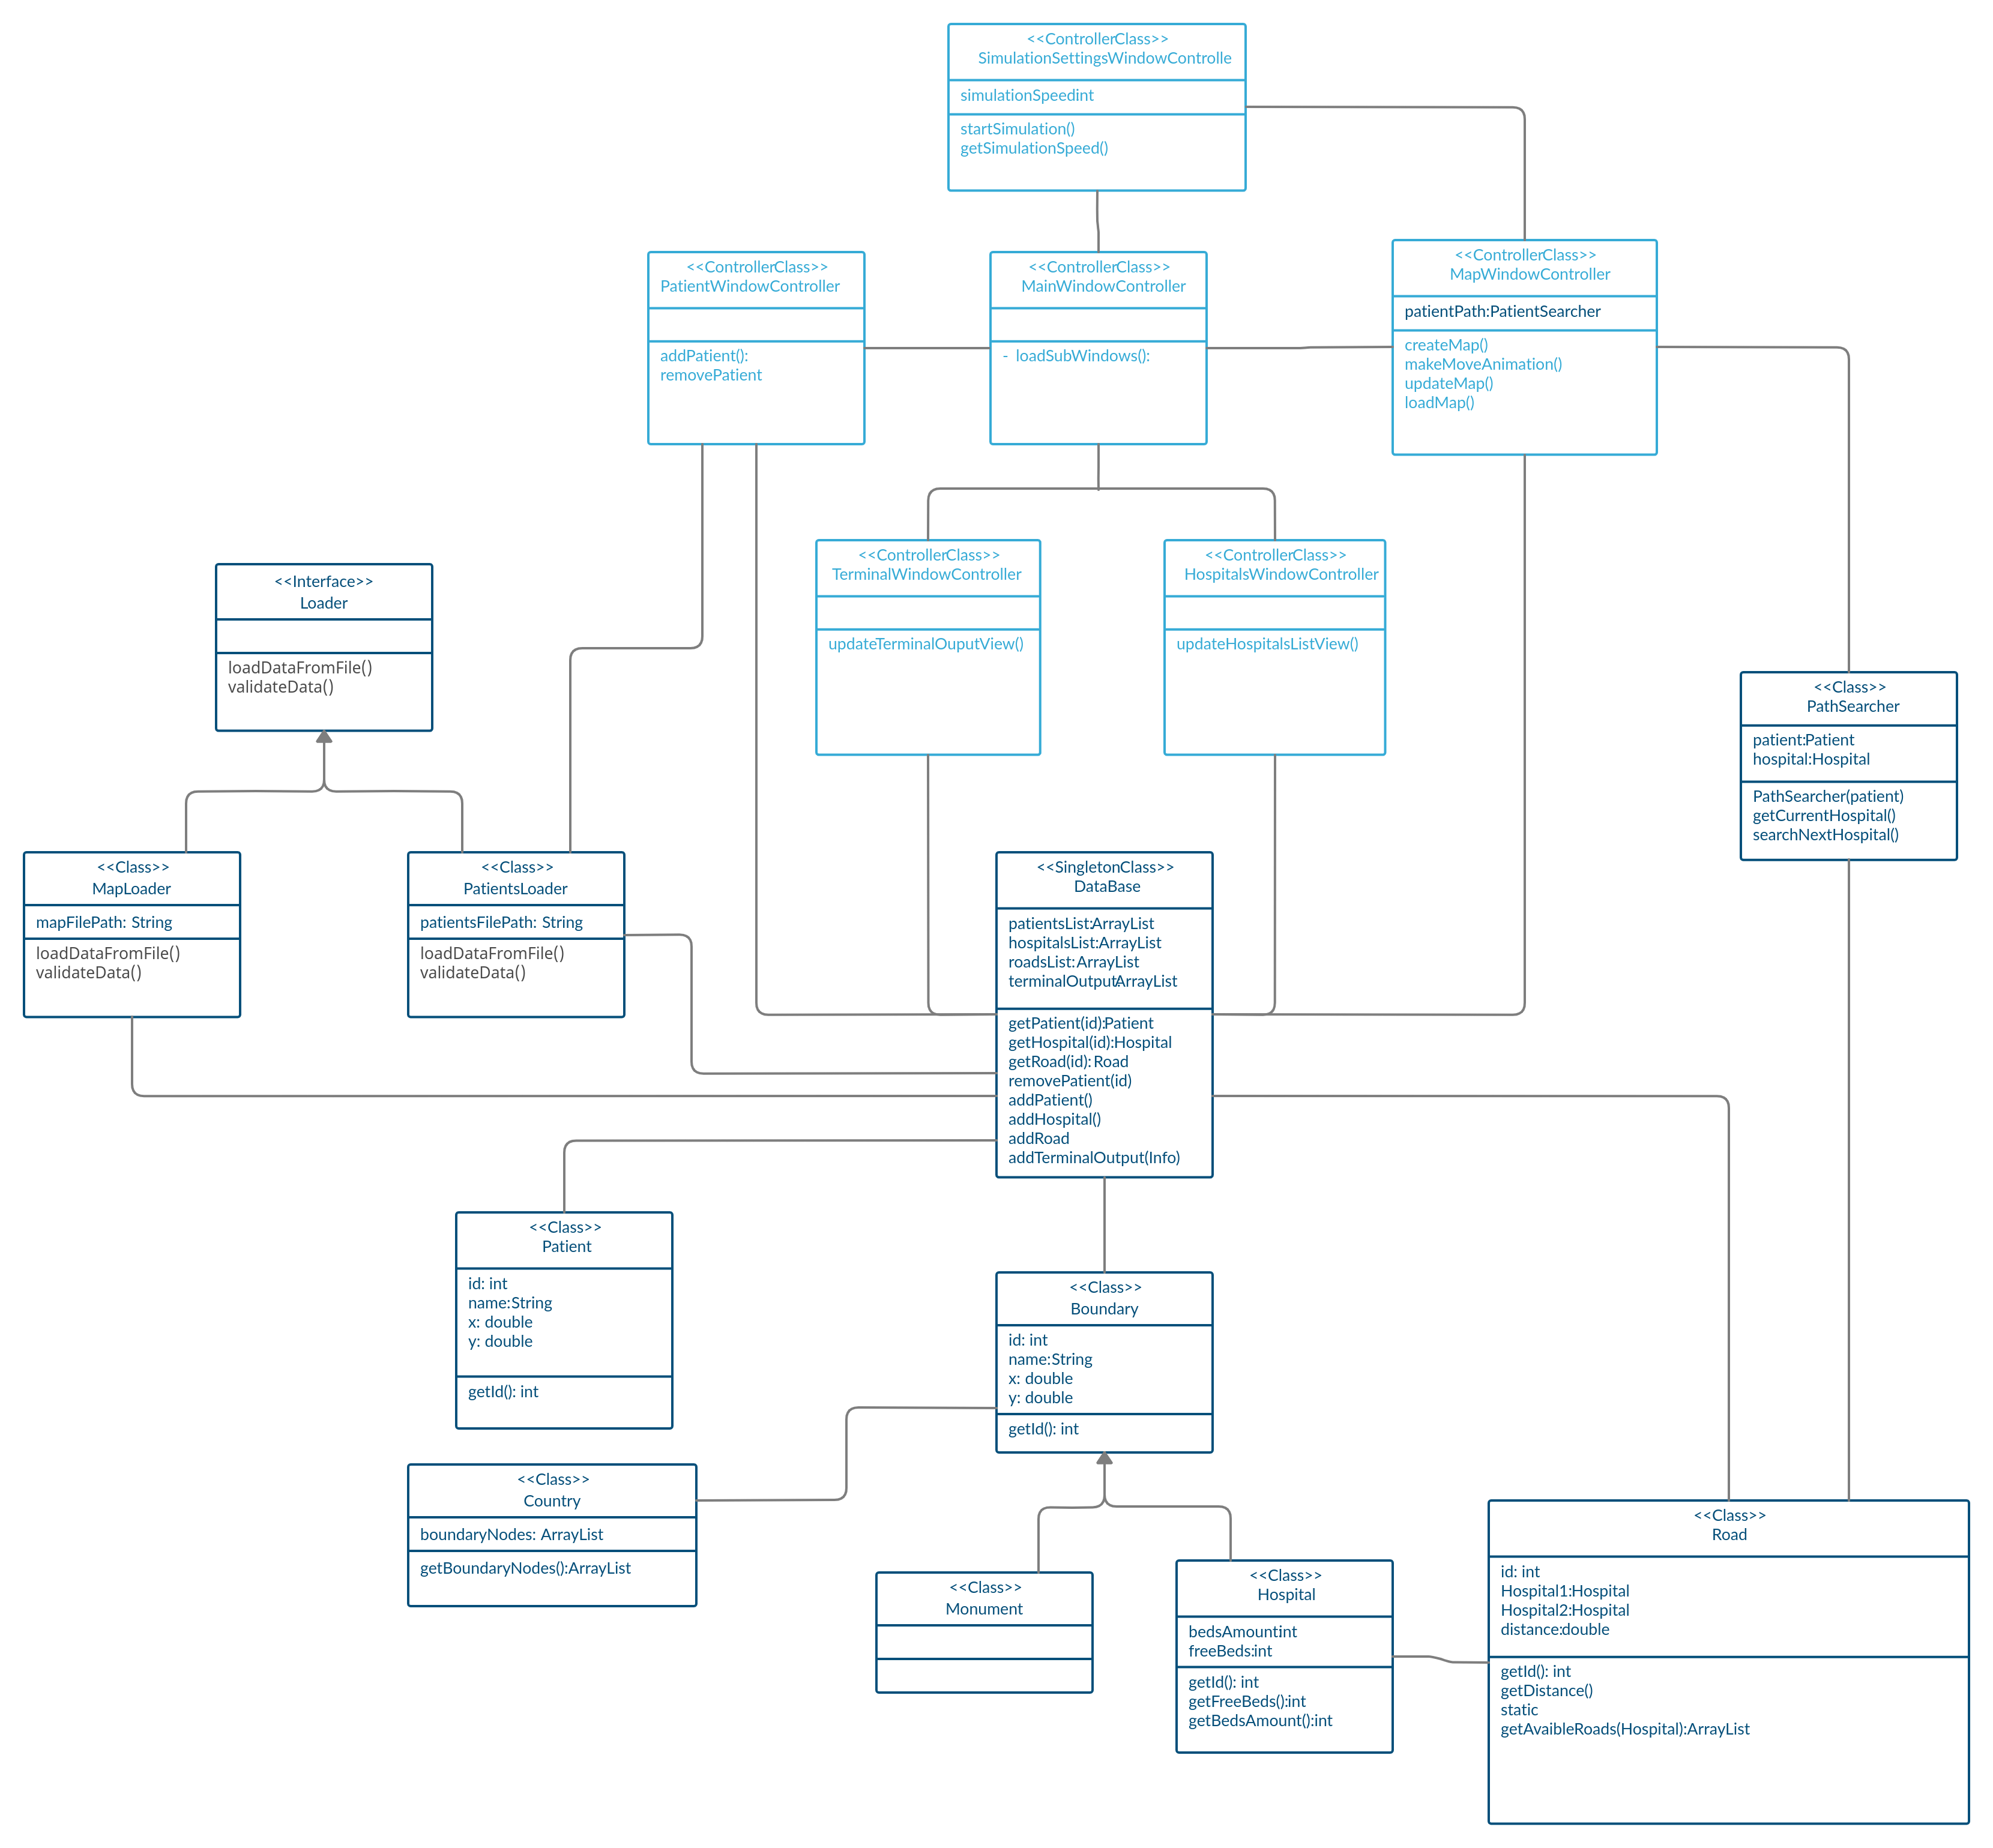 <<ControllerClass>>
SimulationSettingsWindowControlle
simulationSpeedint
startSimulation()
getSimulationSpeed()
<<ControllerClass>>
PatientWindowController
addPatient():
removePatient
<<ControllerClass>>
MainWindowController
- loadSubWindows():
<<ControllerClass>>
MapWindowController
patientPath:PatientSearcher
createMap()
makeMoveAnimation()
updateMap()
loadMap()
<<ControllerClass>>
TerminalWindowController
updateTerminalOuputView()
<<ControllerClass>>
HospitalsWindowController
updateHospitalsListView()
<<Interface>>
Loader
loadDataFromFile()
validateData()
<<Class>>
PathSearcher
patient:Patient
hospital:Hospital
PathSearcher(patient)
getCurrentHospital()
searchNextHospital()
<<Class>>
MapLoader
mapFilePath: String
loadDataFromFile()
validateData()
<<Class>>
PatientsLoader
patientsFilePath: String
loadDataFromFile()
validateData()
<<SingletonClass>>
DataBase
patientsList:ArrayList
hospitalsList:ArrayList
roadsList: ArrayList
terminalOutputArrayList
getPatient(id):Patient
getHospital(id):Hospital
getRoad(id): Road
removePatient(id)
addPatient()
addHospital()
addRoad
addTerminalOutput(Info)
<<Class>>
Patient
id: int
name:String
x: double
y: double
getId(): int
<<Class>>
Boundary
id: int
name:String
x: double
y: double
getId(): int
<<Class>>
Country
boundaryNodes: ArrayList
getBoundaryNodes():ArrayList
<<Class>>
Monument
<<Class>>
Hospital
bedsAmount:int
freeBeds:int
getId(): int
getFreeBeds():int
getBedsAmount():int
<<Class>>
Road
id: int
Hospital1:Hospital
Hospital2:Hospital
distance:double
getId(): int
getDistance()
static
getAvaibleRoads(Hospital):ArrayList